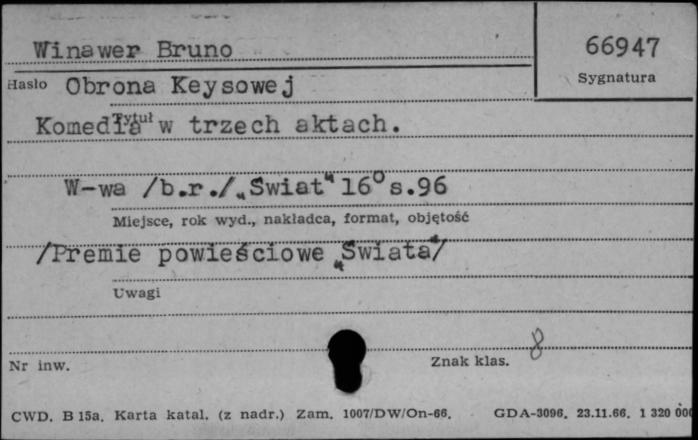 Winawer Bruno
66947
Hasło Obrona Keysowej
Sygnatura
Tytuł
Komedia w trzech aktach.
W-wa /b.r./ „Świat" 16° s.96
Miejsce, rok wyd., nakładca, format, objętość
/Premie powieściowe „Świata"/
Uwagi
8
Nr inw.
Znak klas.
CWD. B 15a. Karta katal. (z nadr.) Zam. 1007/DW/On-66. GDA-3096. 23.11.66. 1 320 000